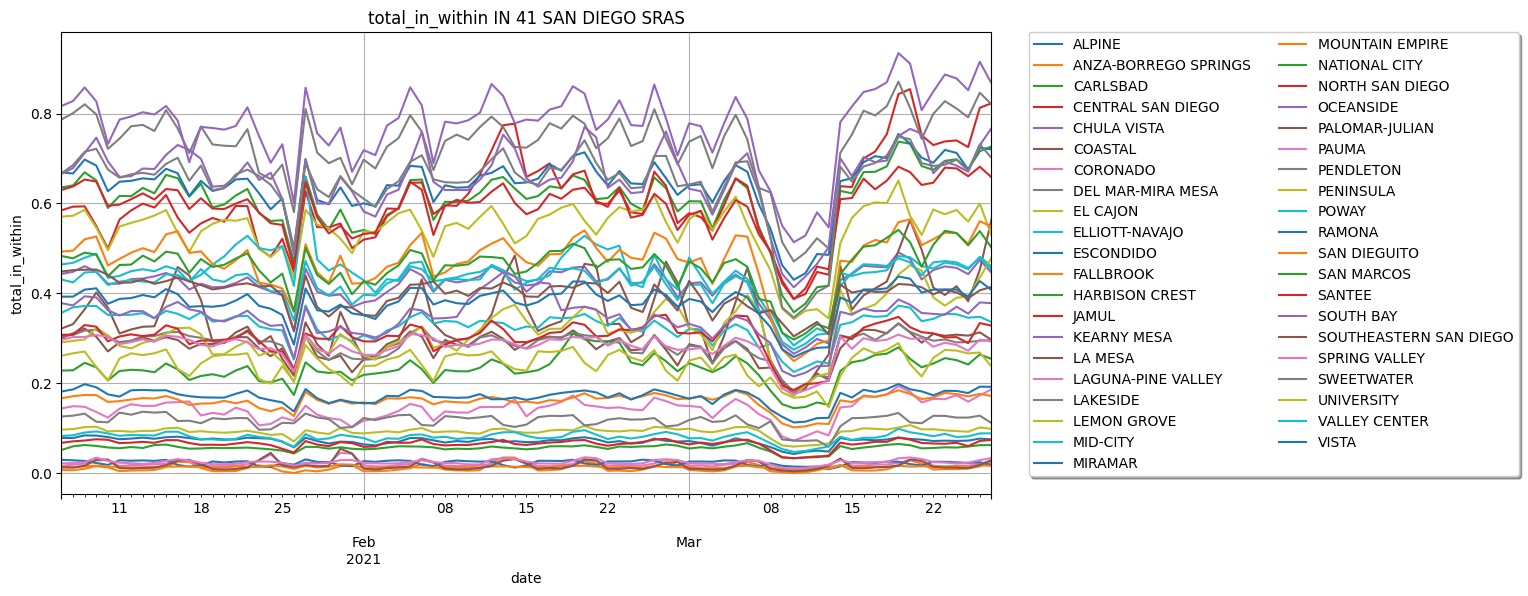 total_in_within IN 41 SAN DIEGO SRAS
total_in_within
0.8
0.6
0.4
0.2
0.0
11
18
25
08
15
22
08
15
22
Feb
2021
Mar
date
ALPINE
ANZA-BORREGO SPRINGS
CARLSBAD
CENTRAL SAN DIEGO
CHULA VISTA
COASTAL
CORONADO
DEL MAR-MIRA MESA
EL CAJON
ELLIOTT-NAVAJO
ESCONDIDO
FALLBROOK
HARBISON CREST
JAMUL
KEARNY MESA
LA MESA
LAGUNA-PINE VALLEY
LAKESIDE
LEMON GROVE
MID-CITY
MIRAMAR
MOUNTAIN EMPIRE
NATIONAL CITY
NORTH SAN DIEGO
OCEANSIDE
PALOMAR-JULIAN
PAUMA
PENDLETON
PENINSULA
POWAY
RAMONA
SAN DIEGUITO
SAN MARCOS
SANTEE
SOUTH BAY
SOUTHEASTERN SAN DIEGO
SPRING VALLEY
SWEETWATER
UNIVERSITY
VALLEY CENTER
VISTA